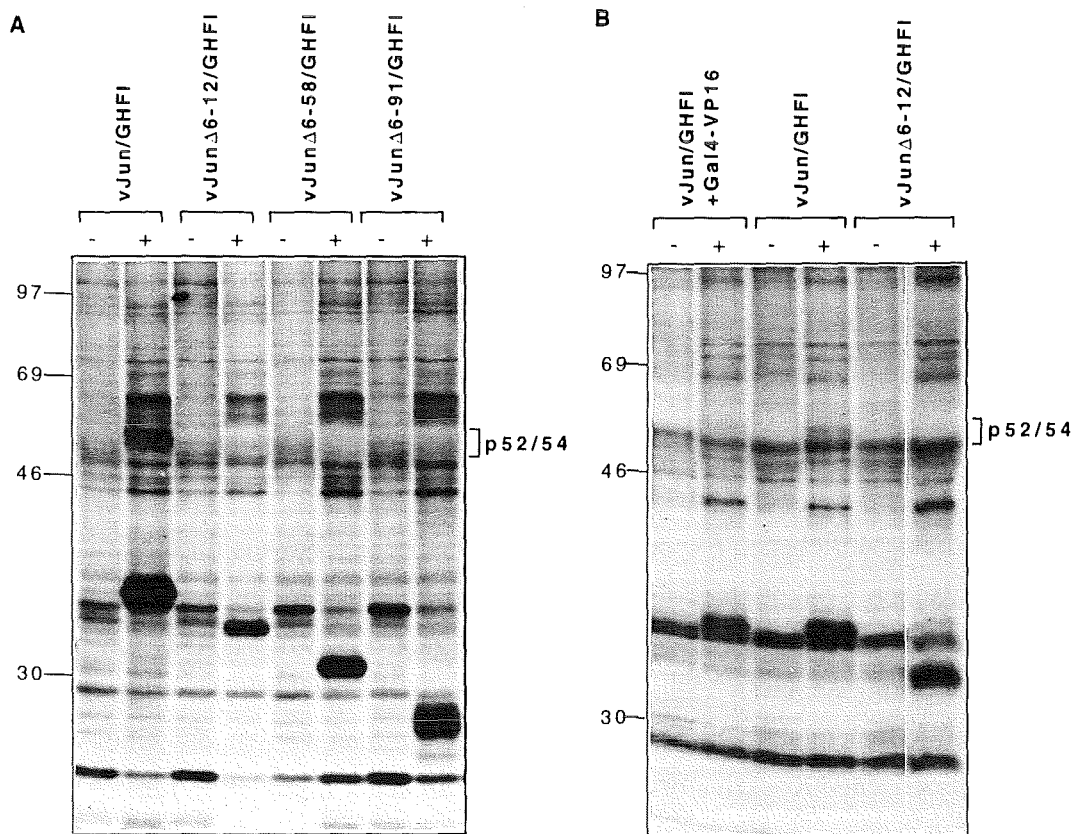 A
vJun/GHFI
vJunΔ6-12/GHFI
vJunΔ6-58/GHFI
vJunΔ6-91/GHFI
- + - + - + - +
97
69
46
30
p52/54
B
vJun/GHFI
+Gal4-VP16
vJun/GHFI
vJunΔ6-12/GHFI
- + - + - +
97
69
46
30
p52/54